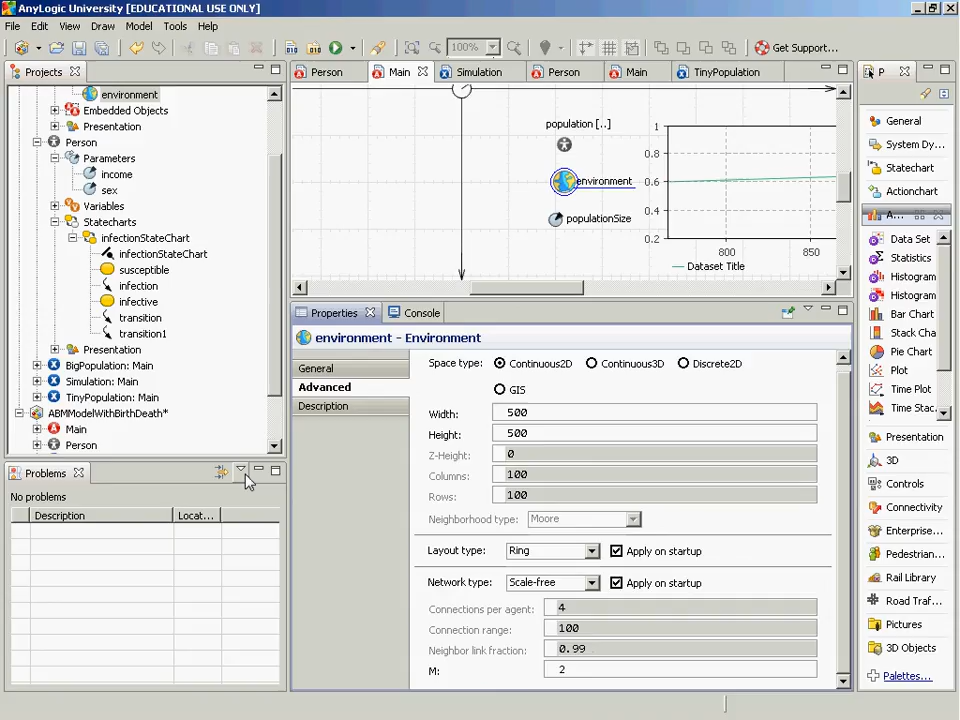 AnyLogic University [EDUCATIONAL USE ONLY]
File Edit View Draw Model Tools Help
100% Get Support...
Projects
Person Main Simulation Person Main TinyPopulation
P
environment
Embedded Objects
Presentation
Person
Parameters
income
sex
Variables
Statecharts
infectionStateChart
infectionStateChart
susceptible
infection
infective
transition
transition1
Presentation
BigPopulation: Main
Simulation: Main
TinyPopulation: Main
ABMModelWithBirthDeath*
Main
Person
population [..]
environment
populationSize
1
0.8
0.6
0.4
0.2
800 850
Dataset Title
General
System Dy...
Statechart
Actionchart
A...
Data Set
Statistics
Histogram
Histogram
Bar Chart
Stack Cha
Pie Chart
Plot
Time Plot
Time Stac.
Presentation
3D
Controls
Connectivity
Enterprise...
Pedestrian...
Rail Library
Road Traf...
Pictures
3D Objects
Palettes...
Problems
No problems
Description Locat...
Properties Console
environment - Environment
General
Advanced
Description
Space type: Continuous2D Continuous3D Discrete2D
GIS
Width: 500
Height: 500
Z-Height: 0
Columns: 100
Rows: 100
Neighborhood type: Moore
Layout type: Ring Apply on startup
Network type: Scale-free Apply on startup
Connections per agent: 4
Connection range: 100
Neighbor link fraction: 0.99
M: 2